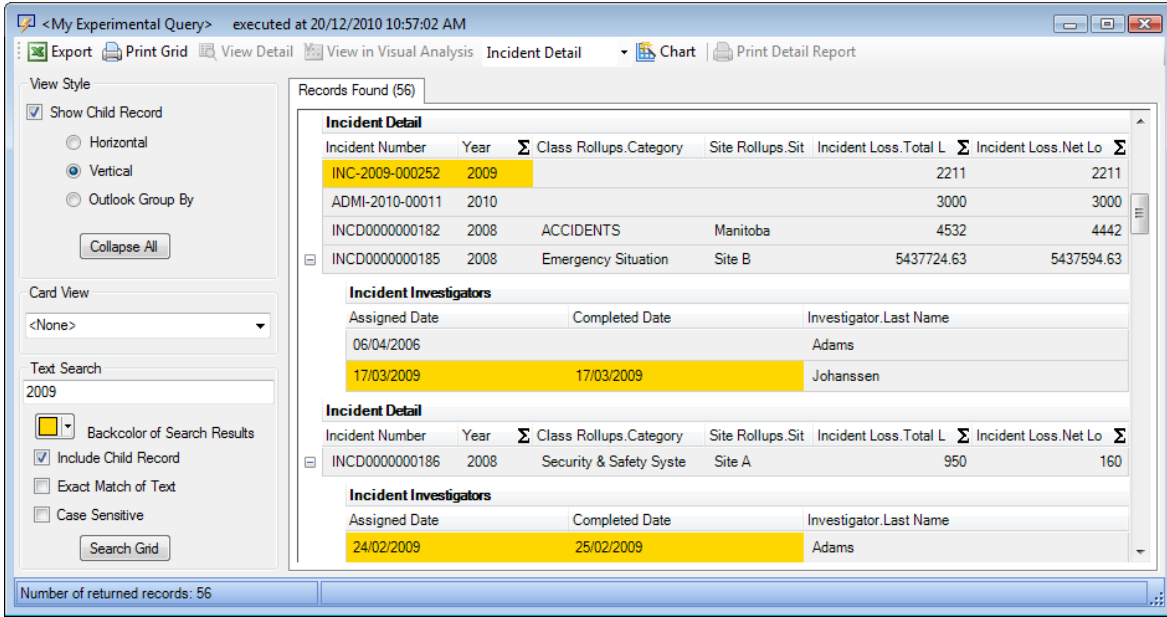 <My Experimental Query> executed at 20/12/2010 10:57:02 AM
Export Print Grid View Detail View in Visual Analysis Incident Detail Chart Print Detail Report
View Style
Show Child Record
Horizontal
Vertical
Outlook Group By
Collapse All
Card View
<None>
Text Search
2009
Backcolor of Search Results
Include Child Record
Exact Match of Text
Case Sensitive
Search Grid
Records Found (56)
Incident Detail
Incident Number Year Σ Class Rollups.Category Site Rollups.Sit Incident Loss.Total L Σ Incident Loss.Net Lo Σ
INC-2009-000252 2009 2211 2211
ADMI-2010-00011 2010 3000 3000
INCD0000000182 2008 ACCIDENTS Manitoba 4532 4442
INCD0000000185 2008 Emergency Situation Site B 5437724.63 5437594.63
Incident Investigators
Assigned Date Completed Date Investigator.Last Name
06/04/2006 Adams
17/03/2009 17/03/2009 Johanssen
Incident Detail
Incident Number Year Σ Class Rollups.Category Site Rollups.Sit Incident Loss.Total L Σ Incident Loss.Net Lo Σ
INCD0000000186 2008 Security & Safety Syste Site A 950 160
Incident Investigators
Assigned Date Completed Date Investigator.Last Name
24/02/2009 25/02/2009 Adams
Number of returned records: 56